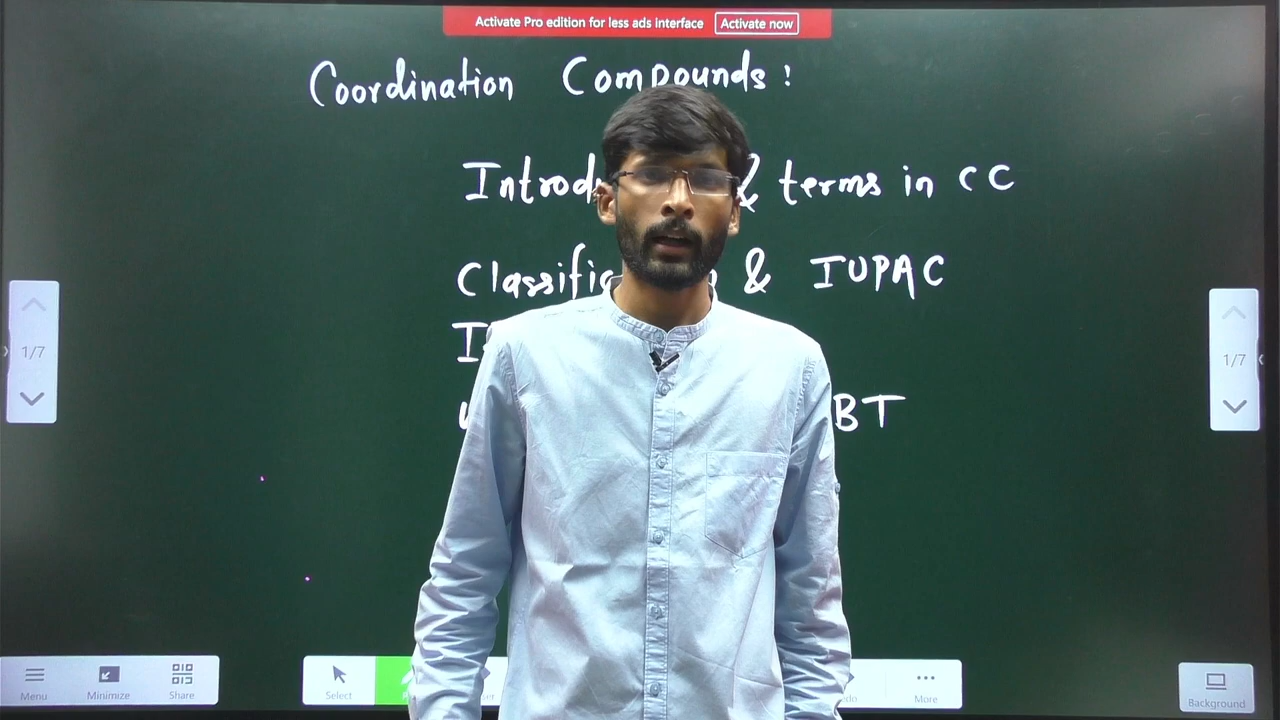 Activate Pro edition for less ads interface Activate now
Coordination Compounds :
& terms in CC
& IUPAC
1/7
1/7
Menu
Minimize
Share
Select
More
Background